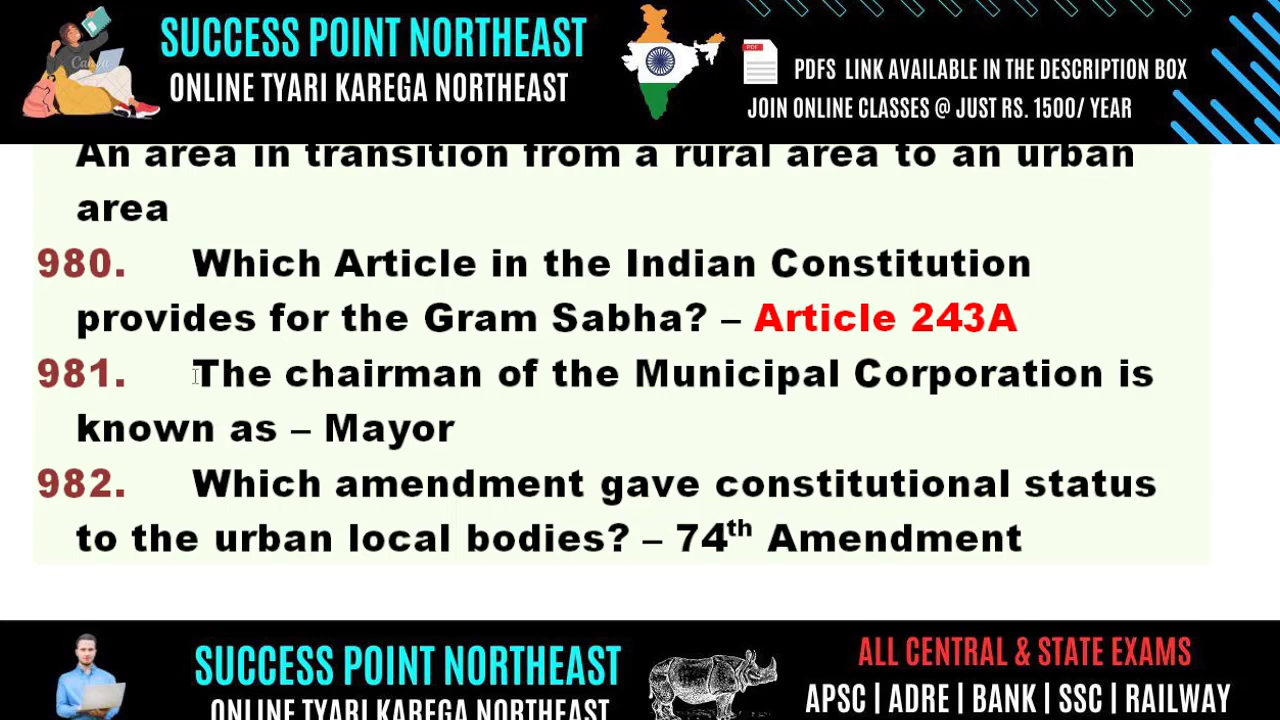 SUCCESS POINT NORTHEAST
ONLINE TYARI KAREGA NORTHEAST
Canva
PDF
PDFS LINK AVAILABLE IN THE DESCRIPTION BOX
JOIN ONLINE CLASSES @ JUST RS. 1500/ YEAR
An area in transition from a rural area to an urban
area
980. Which Article in the Indian Constitution
provides for the Gram Sabha? – Article 243A
981. The chairman of the Municipal Corporation is
known as – Mayor
982. Which amendment gave constitutional status
to the urban local bodies? – 74th Amendment
SUCCESS POINT NORTHEAST
ONLINE TYARI KAREGA NORTHEAST
ALL CENTRAL & STATE EXAMS
APSC | ADRE | BANK | SSC | RAILWAY